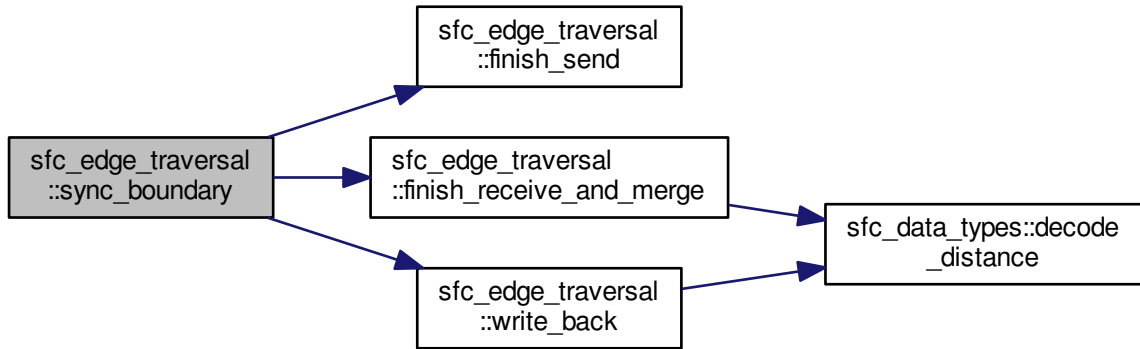 sfc_edge_traversal
::sync_boundary
sfc_edge_traversal
::finish_send
sfc_edge_traversal
::finish_receive_and_merge
sfc_edge_traversal
::write_back
sfc_data_types::decode
_distance